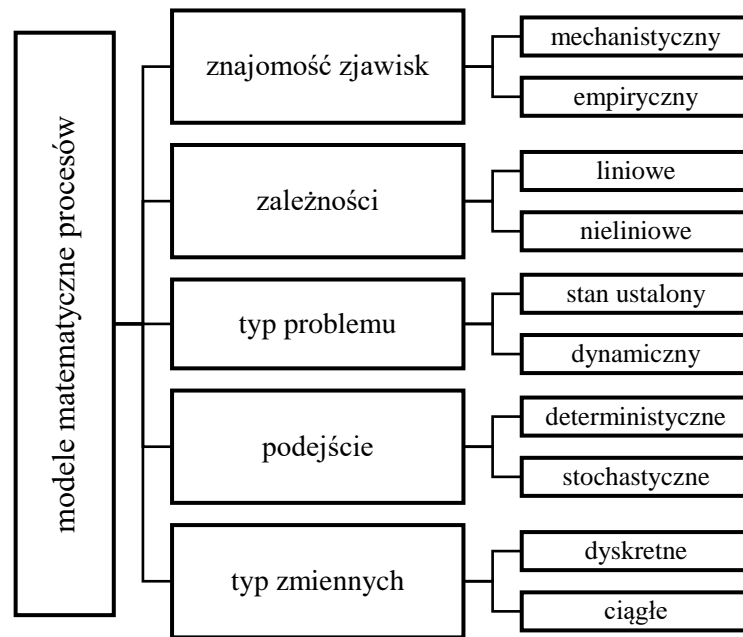 modele matematyczne procesów
znajomość zjawisk
mechanistyczny
empiryczny
zależności
liniowe
nieliniowe
typ problemu
stan ustalony
dynamiczny
podejście
deterministyczne
stochastyczne
typ zmiennych
dyskretne
ciągłe